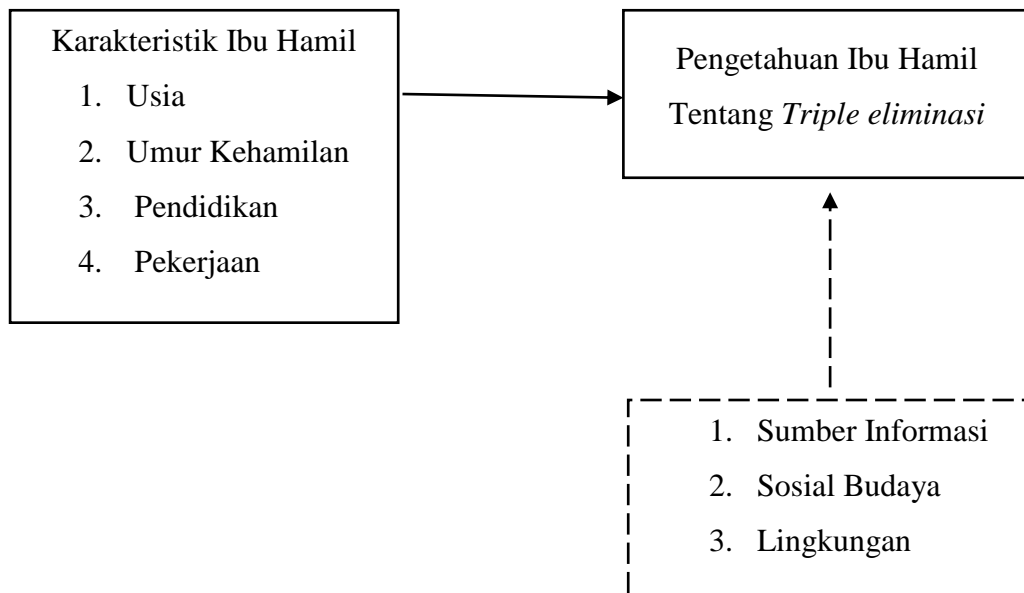 Karakteristik Ibu Hamil
1. Usia
2. Umur Kehamilan
3. Pendidikan
4. Pekerjaan
Pengetahuan Ibu Hamil
Tentang Triple eliminasi
1. Sumber Informasi
2. Sosial Budaya
3. Lingkungan